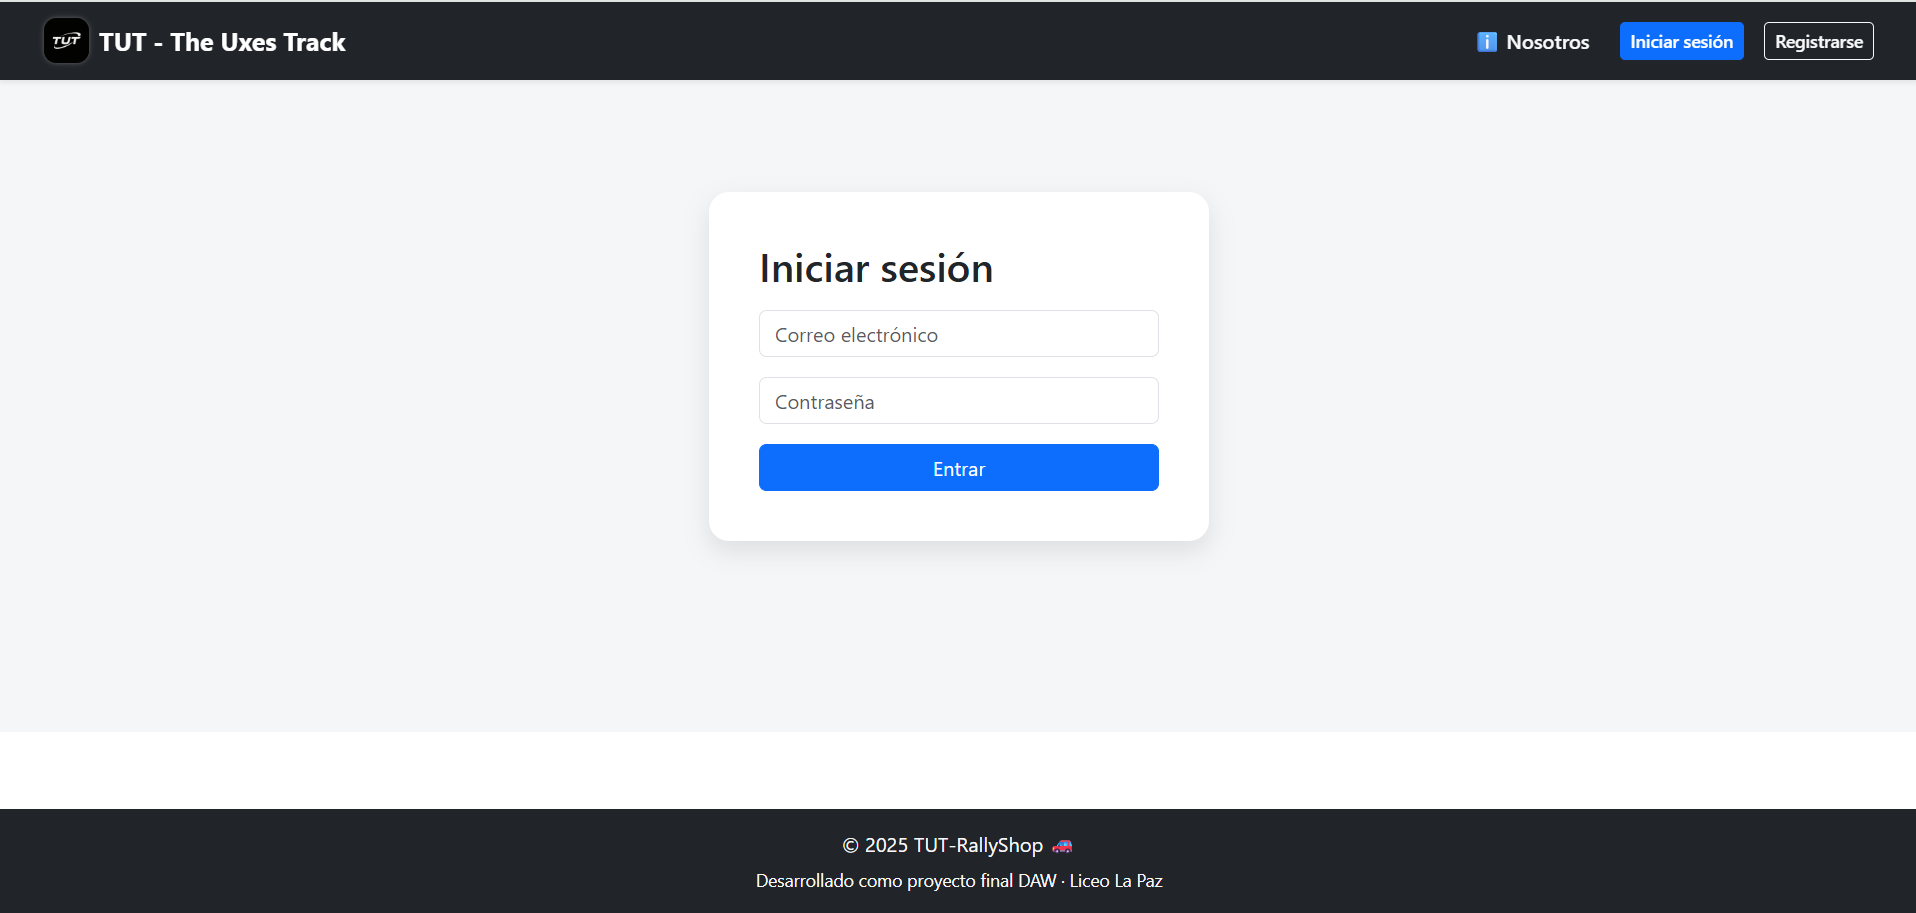 TUT
TUT - The Uxes Track
Nosotros
Iniciar sesión
Registrarse
Iniciar sesión
Correo electrónico
Contraseña
Entrar
© 2025 TUT-RallyShop 🚗
Desarrollado como proyecto final DAW · Liceo La Paz